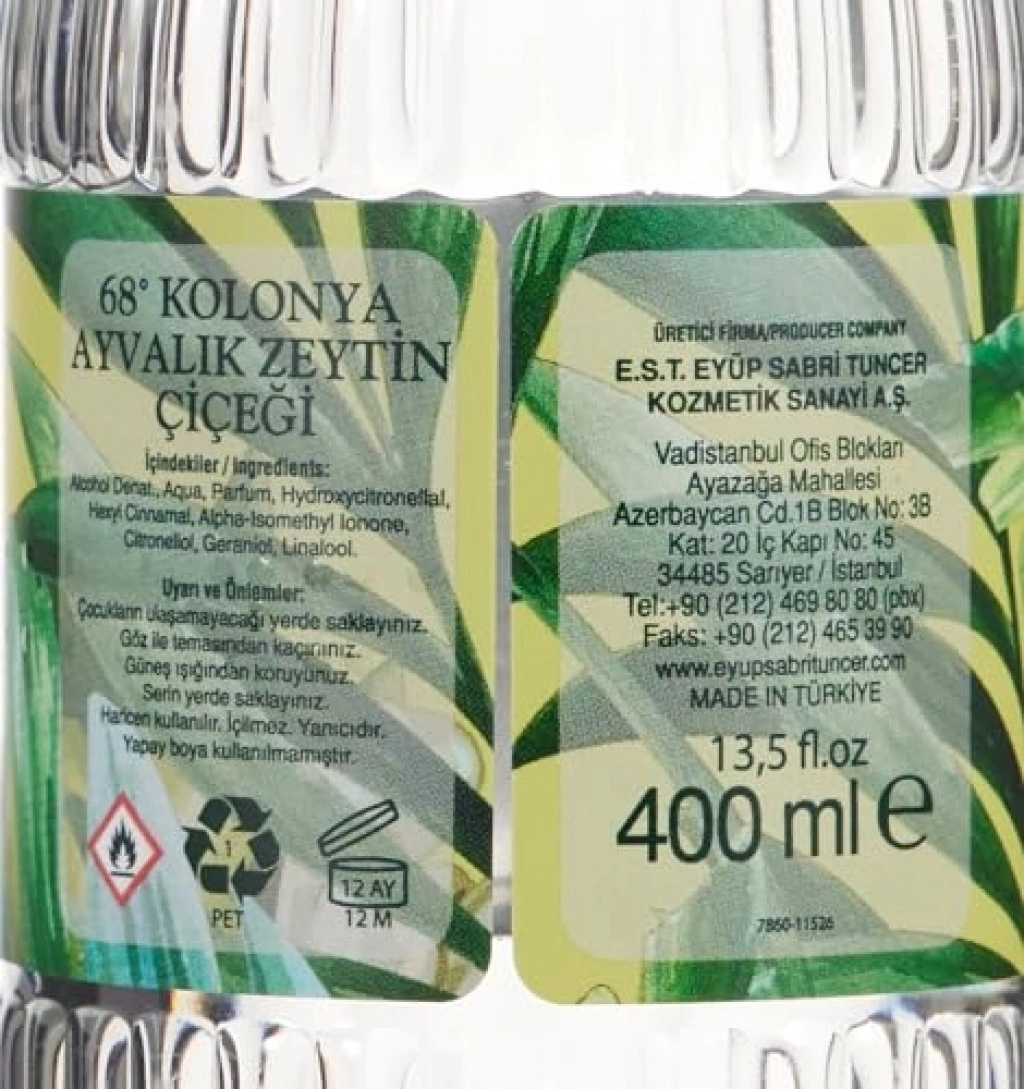 68° KOLONYA
AYVALIK ZEYTİN
ÇİÇEĞİ
İçindekiler / Ingredients:
Alcohol Denat., Aqua, Parfum, Hydroxycitronellal,
Hexyl Cinnamal, Alpha-Isomethyl Ionone,
Citronellol, Geraniol, Linalool.
Uyarı ve Önlemler:
Çocukların ulaşamayacağı yerde saklayınız.
Göz ile temasından kaçınınız.
Güneş ışığından koruyunuz.
Serin yerde saklayınız.
Haricen kullanılır. İçilmez. Yanıcıdır.
Yapay boya kullanılmamıştır.
1
PET
12 AY
12 M
ÜRETİCİ FİRMA/PRODUCER COMPANY
E.S.T. EYÜP SABRİ TUNCER
KOZMETİK SANAYİ A.Ş.
Vadistanbul Ofis Blokları
Ayazağa Mahallesi
Azerbaycan Cd.1B Blok No: 3B
Kat: 20 İç Kapı No: 45
34485 Sarıyer / İstanbul
Tel:+90 (212) 469 80 80 (pbx)
Faks: +90 (212) 465 39 90
www.eyupsabrituncer.com
MADE IN TÜRKİYE
13,5 fl.oz
400 ml e
7860-11526